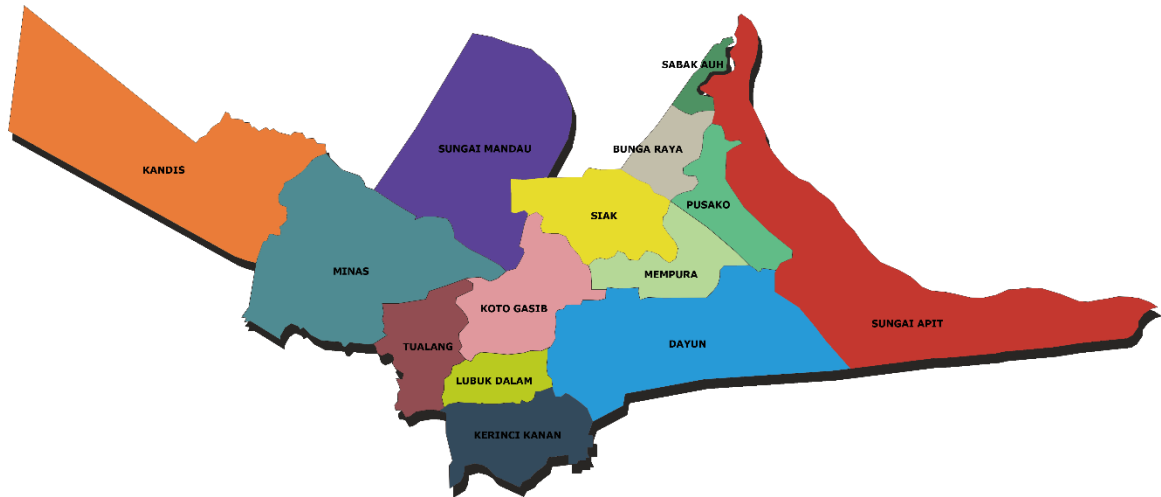 SABAK AUH
SUNGAI MANDAU
BUNGA RAYA
KANDIS
PUSAKO
SIAK
MINAS
MEMPURA
KOTO GASIB
SUNGAI APIT
DAYUN
TUALANG
LUBUK DALAM
KERINCI KANAN